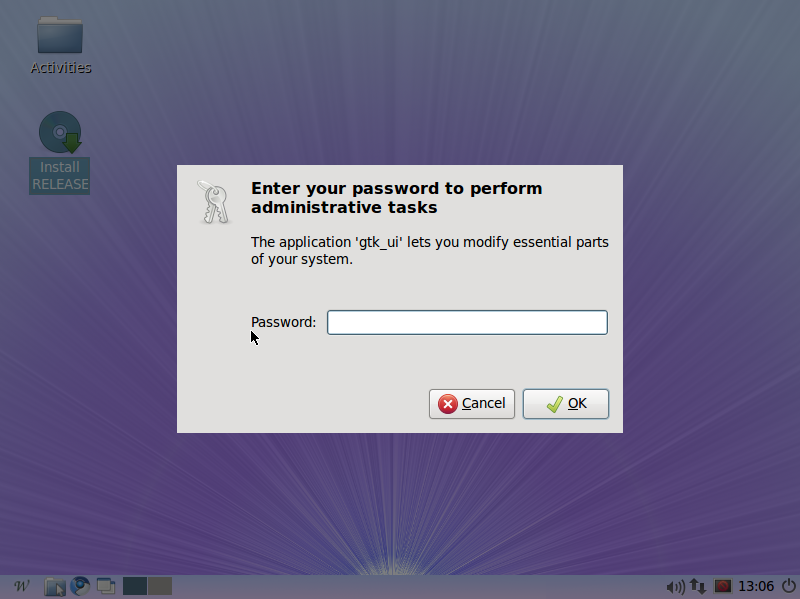 Activities
Install
RELEASE
Enter your password to perform
administrative tasks
The application 'gtk_ui' lets you modify essential parts
of your system.
Password:
Cancel
OK
W
13:06